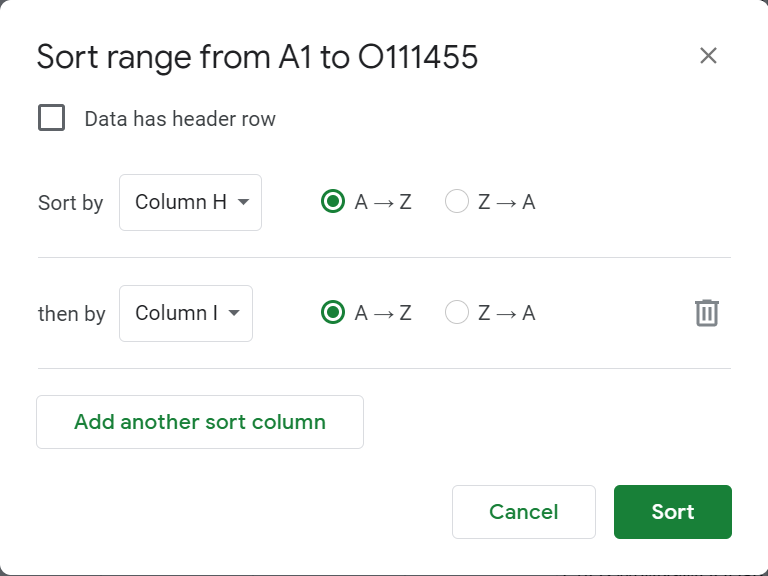 Sort range from A1 to O111455
Data has header row
Sort by Column H A → Z Z → A
then by Column I A → Z Z → A
Add another sort column
Cancel Sort